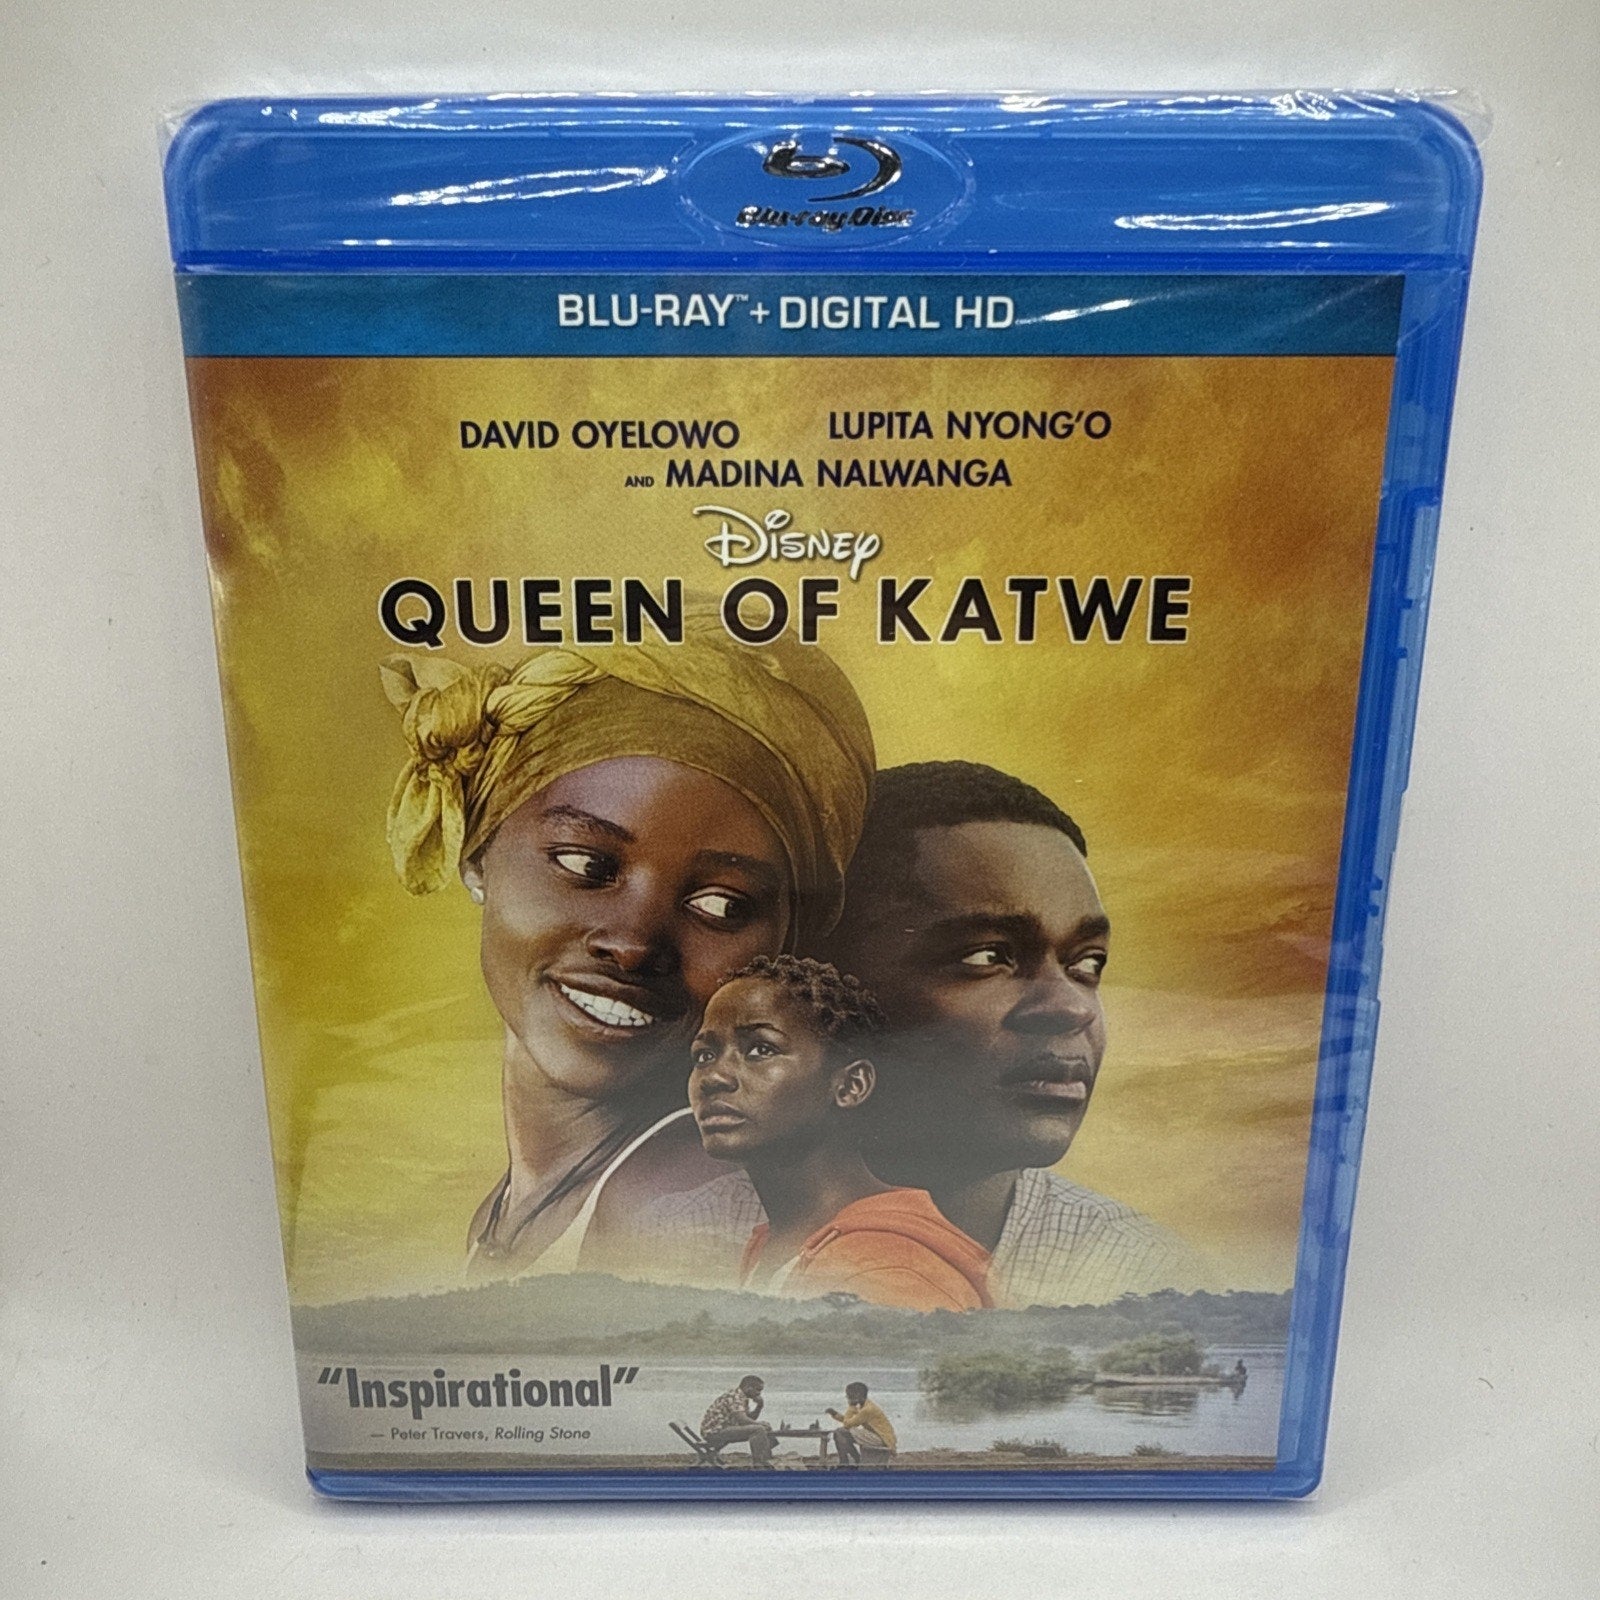 Blu-ray Disc
BLU-RAY™ + DIGITAL HD
DAVID OYELOWO LUPITA NYONG'O
AND MADINA NALWANGA
DISNEY
QUEEN OF KATWE
"Inspirational"
— Peter Travers, Rolling Stone